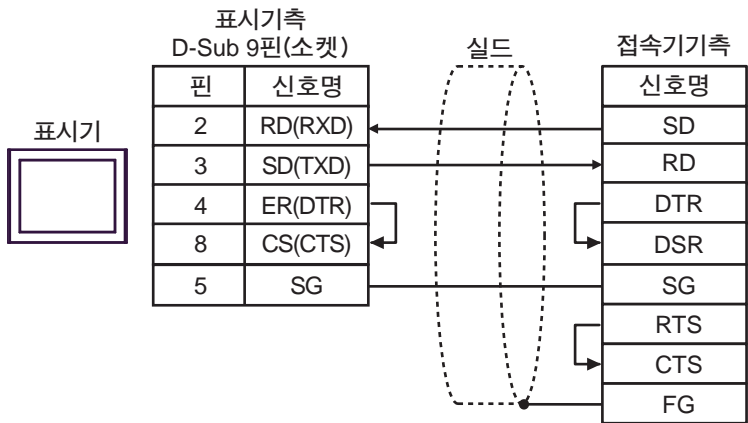 표시기측
D-Sub 9핀(소켓)
실드
접속기기측
표시기
핀 신호명
2 RD(RXD)
3 SD(TXD)
4 ER(DTR)
8 CS(CTS)
5 SG
신호명
SD
RD
DTR
DSR
SG
RTS
CTS
FG